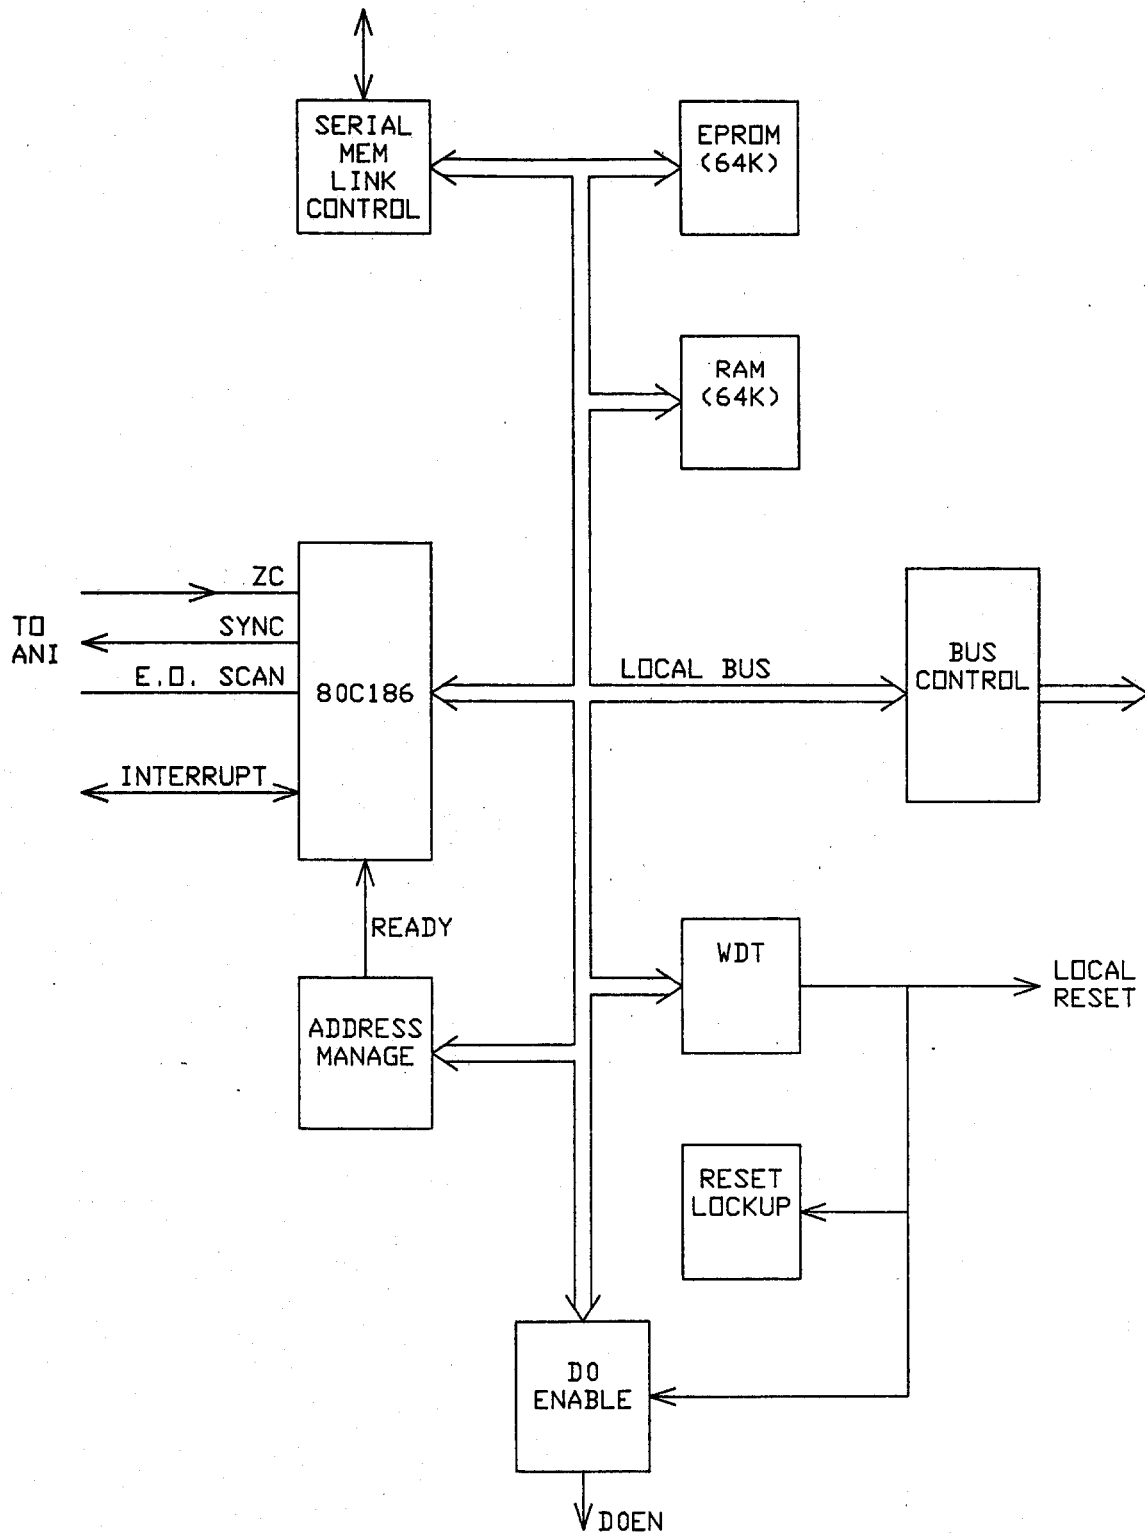 SERIAL
MEM
LINK
CONTROL
EPROM
(64K)
RAM
(64K)
TO
ANI
ZC
SYNC
E.O. SCAN
INTERRUPT
80C186
LOCAL BUS
BUS
CONTROL
READY
ADDRESS
MANAGE
WDT
LOCAL
RESET
RESET
LOCKUP
DO
ENABLE
DOEN